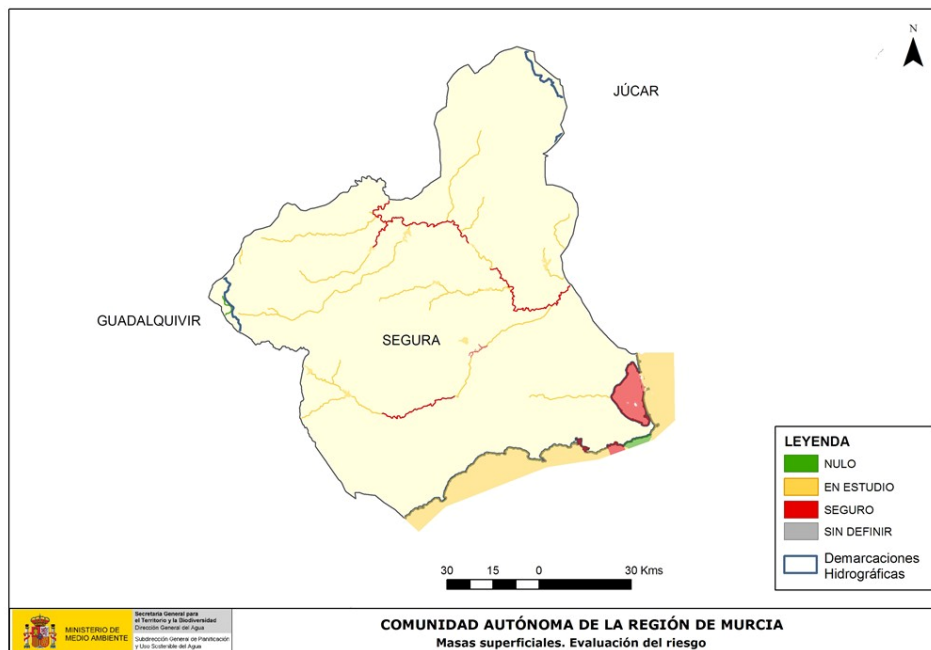 N
JÚCAR
GUADALQUIVIR
SEGURA
LEYENDA
NULO
EN ESTUDIO
SEGURO
SIN DEFINIR
Demarcaciones
Hidrográficas
30 15 0 30 Kms
MINISTERIO DE
MEDIO AMBIENTE
Secretaría General para
el Territorio y la Biodiversidad
Dirección General del Agua
Subdirección General de Planificación
y Uso Sostenible del Agua
COMUNIDAD AUTÓNOMA DE LA REGIÓN DE MURCIA
Masas superficiales. Evaluación del riesgo